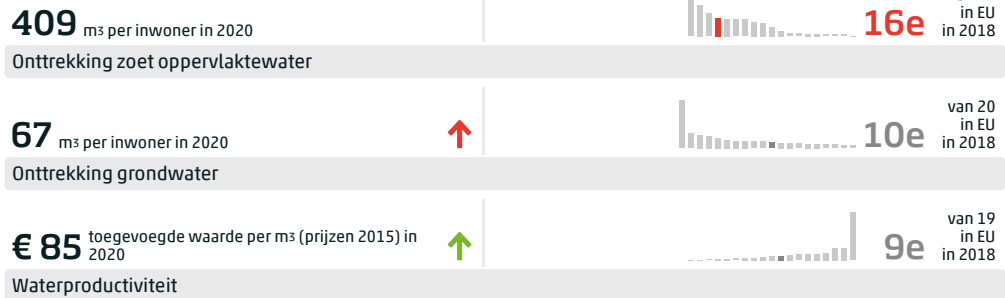 409 m³ per inwoner in 2020
16e
in EU
in 2018
Onttrekking zoet oppervlaktewater
67 m³ per inwoner in 2020
10e
van 20
in EU
in 2018
Onttrekking grondwater
€ 85 toegevoegde waarde per m³ (prijzen 2015) in
2020
9e
van 19
in EU
in 2018
Waterproductiviteit